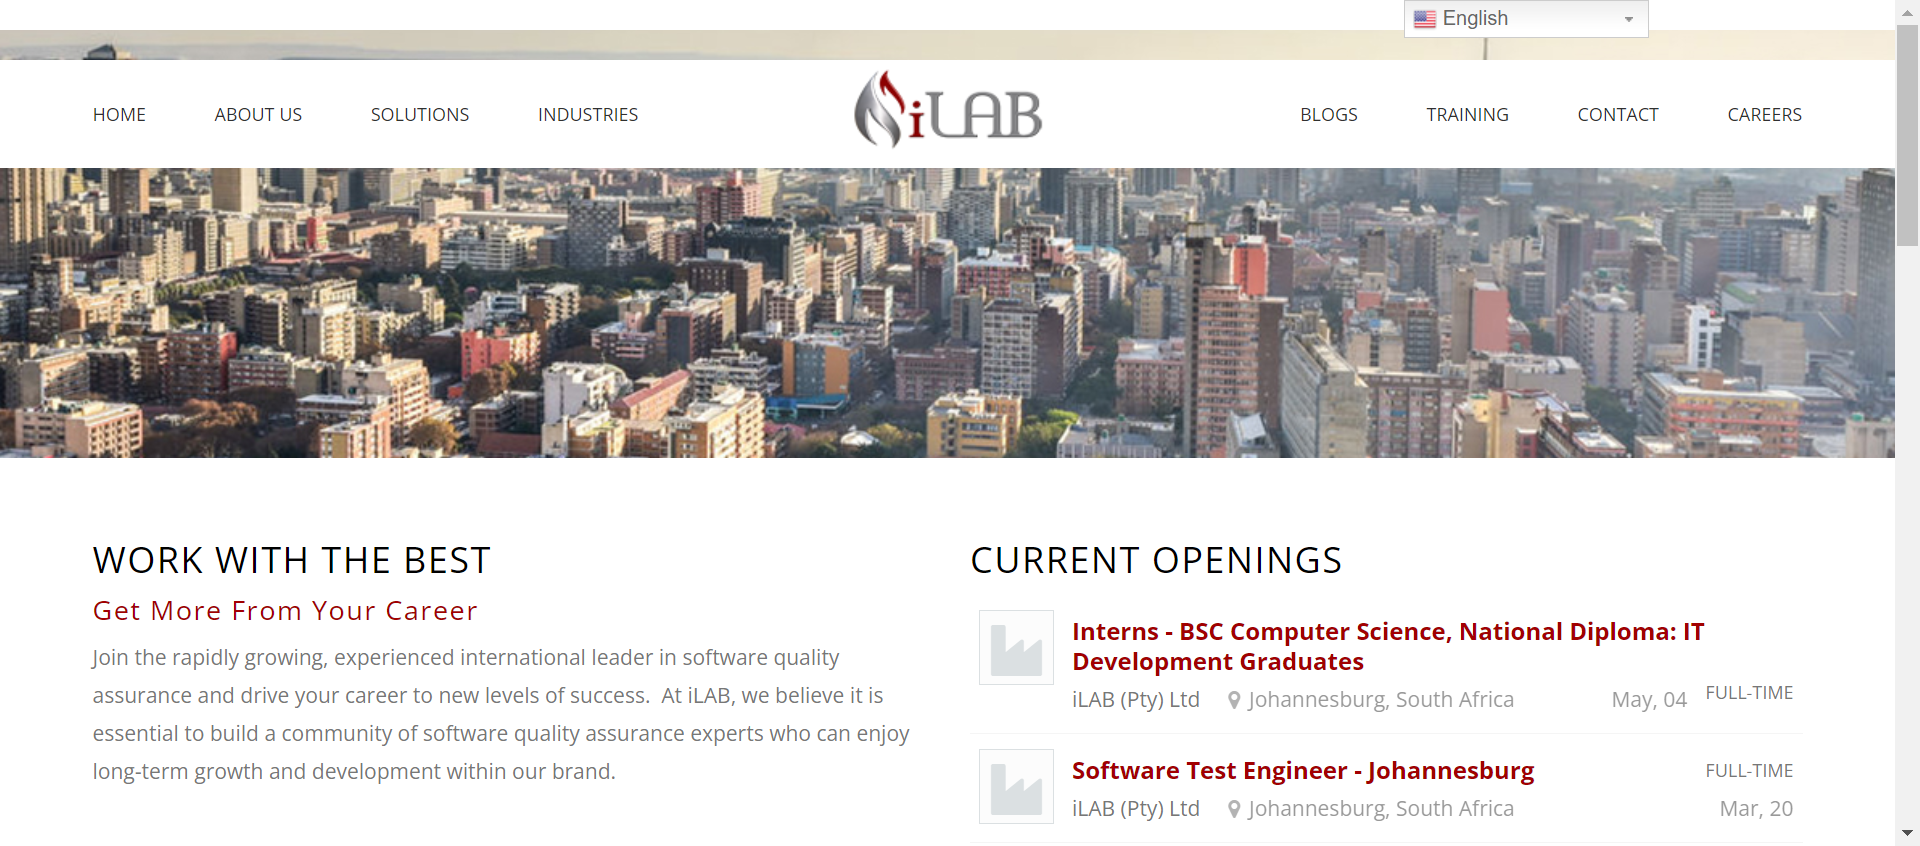 English
HOME ABOUT US SOLUTIONS INDUSTRIES iLAB BLOGS TRAINING CONTACT CAREERS
WORK WITH THE BEST
Get More From Your Career
Join the rapidly growing, experienced international leader in software quality
assurance and drive your career to new levels of success.  At iLAB, we believe it is
essential to build a community of software quality assurance experts who can enjoy
long-term growth and development within our brand.
CURRENT OPENINGS
Interns - BSC Computer Science, National Diploma: IT
Development Graduates
iLAB (Pty) Ltd Johannesburg, South Africa May, 04 FULL-TIME
Software Test Engineer - Johannesburg FULL-TIME
iLAB (Pty) Ltd Johannesburg, South Africa Mar, 20